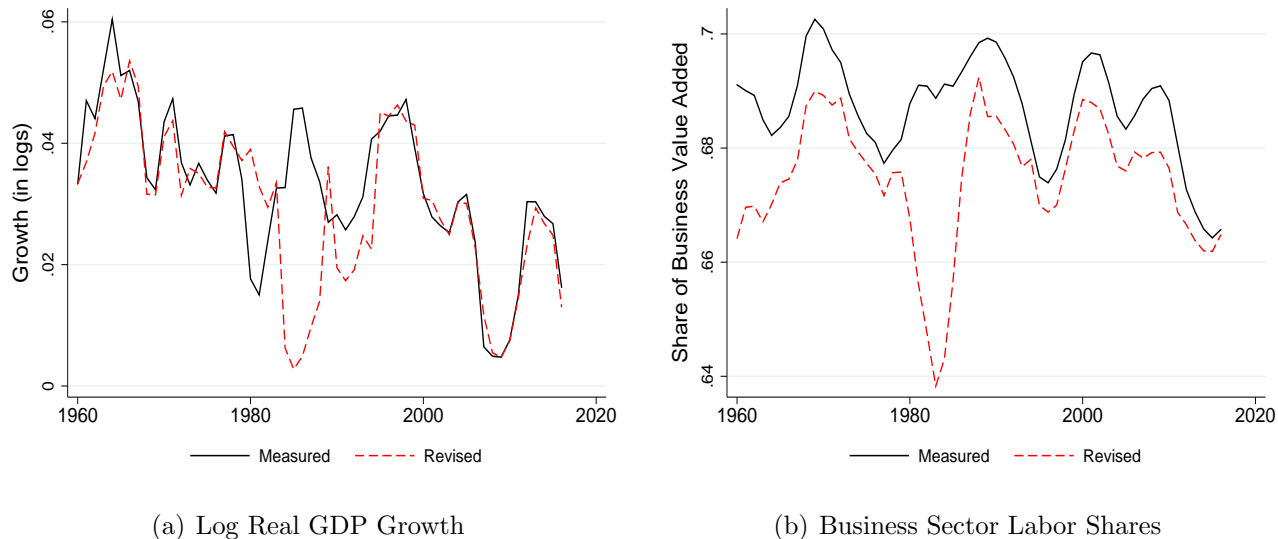 Growth (in logs)
.06
.04
.02
0
1960
1980
2000
2020
Measured
Revised
(a) Log Real GDP Growth
Share of Business Value Added
.7
.68
.66
.64
1960
1980
2000
2020
Measured
Revised
(b) Business Sector Labor Shares